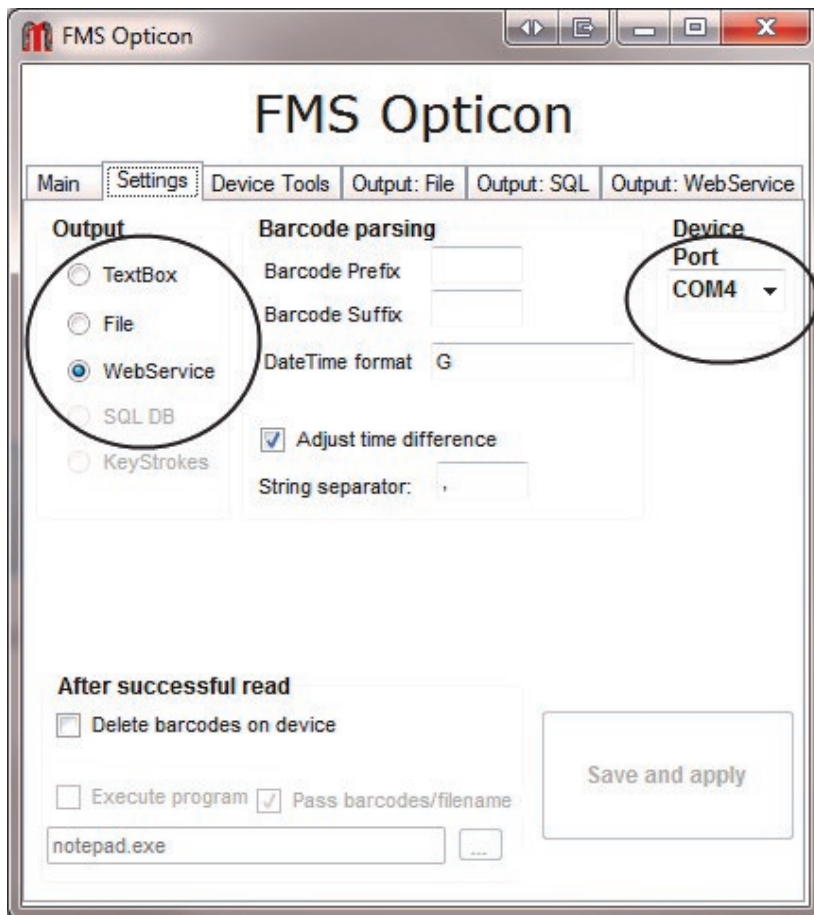 FMS Opticon
FMS Opticon
Main Settings Device Tools Output: File Output: SQL Output: WebService
Output
TextBox
File
WebService
SQL DB
KeyStrokes
Barcode parsing
Barcode Prefix
Barcode Suffix
DateTime format G
Adjust time difference
String separator: ,
Device
Port
COM4
After successful read
Delete barcodes on device
Execute program Pass barcodes/filename
notepad.exe ...
Save and apply